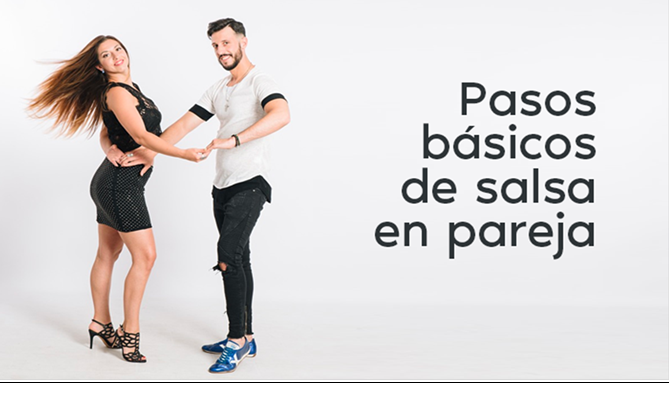 Pasos
básicos
de salsa
en pareja